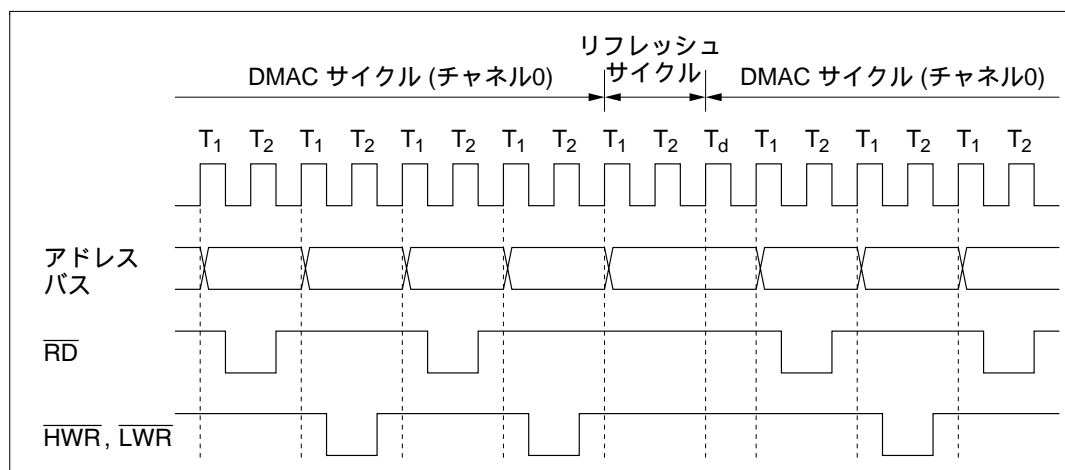 リフレッシュ
サイクル
DMAC サイクル (チャネル0)
DMAC サイクル (チャネル0)
T1 T2 T1 T2 T1 T2 T1 T2 T1 T2 Td T1 T2 T1 T2 T1 T2
アドレス
バス
RD
HWR, LWR